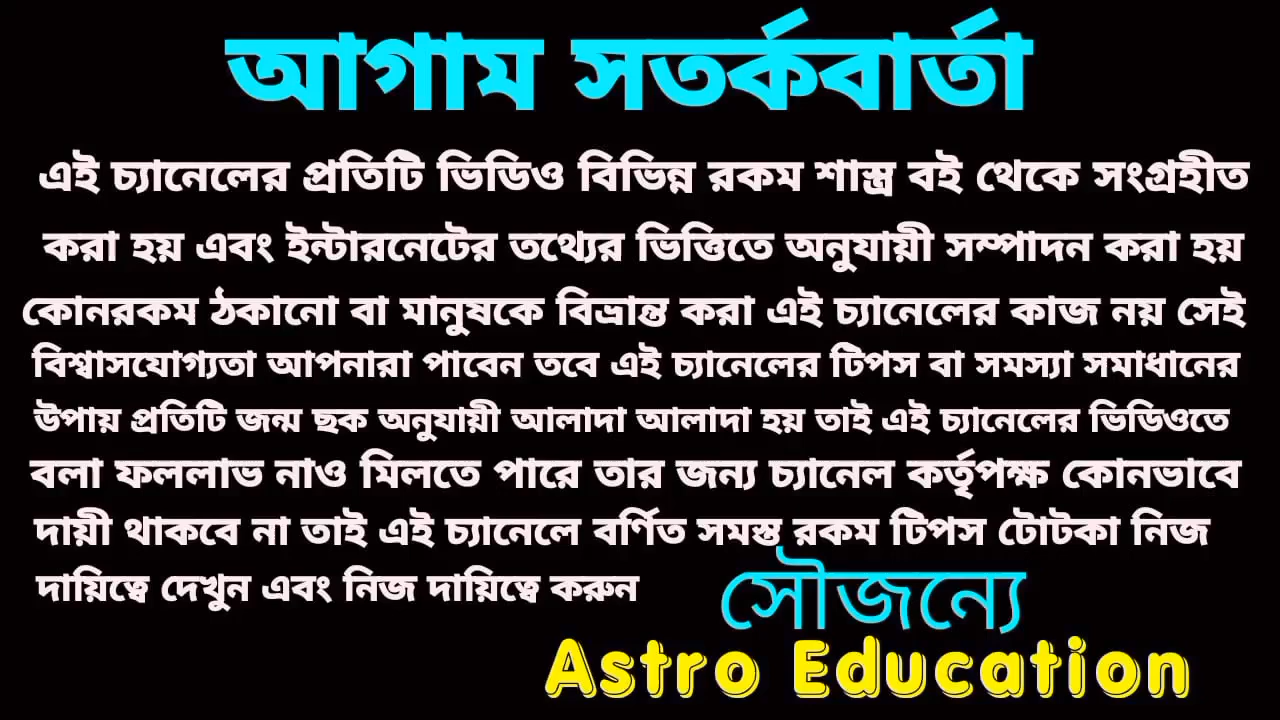 আগাম সতর্কবার্তা
এই চ্যানেলের প্রতিটি ভিডিও বিভিন্ন রকম শাস্ত্র বই থেকে সংগ্রহীত
করা হয় এবং ইন্টারনেটের তথ্যের ভিত্তিতে অনুযায়ী সম্পাদন করা হয়
কোনরকম ঠকানো বা মানুষকে বিভ্রান্ত করা এই চ্যানেলের কাজ নয় সেই
বিশ্বাসযোগ্যতা আপনারা পাবেন তবে এই চ্যানেলের টিপস বা সমস্যা সমাধানের
উপায় প্রতিটি জন্ম ছক অনুযায়ী আলাদা আলাদা হয় তাই এই চ্যানেলের ভিডিওতে
বলা ফললাভ নাও মিলতে পারে তার জন্য চ্যানেল কর্তৃপক্ষ কোনভাবে
দায়ী থাকবে না তাই এই চ্যানেলে বর্ণিত সমস্ত রকম টিপস টোটকা নিজ
দায়িত্বে দেখুন এবং নিজ দায়িত্বে করুন
সৌজন্যে
Astro Education